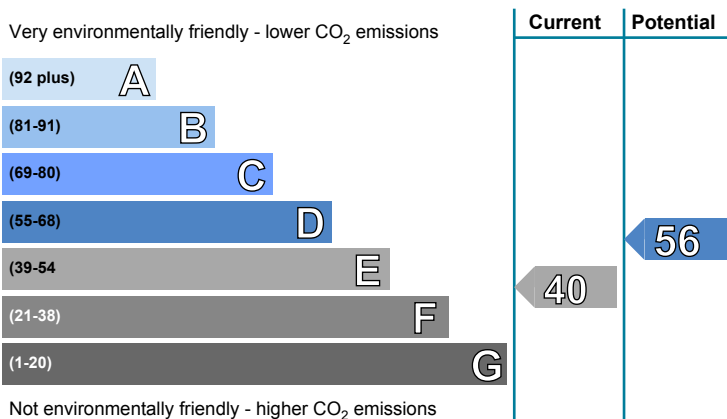 Very environmentally friendly - lower CO₂ emissions
Current
Potential
(92 plus) A
(81-91) B
(69-80) C
(55-68) D
56
(39-54 E
40
(21-38) F
(1-20) G
Not environmentally friendly - higher CO₂ emissions